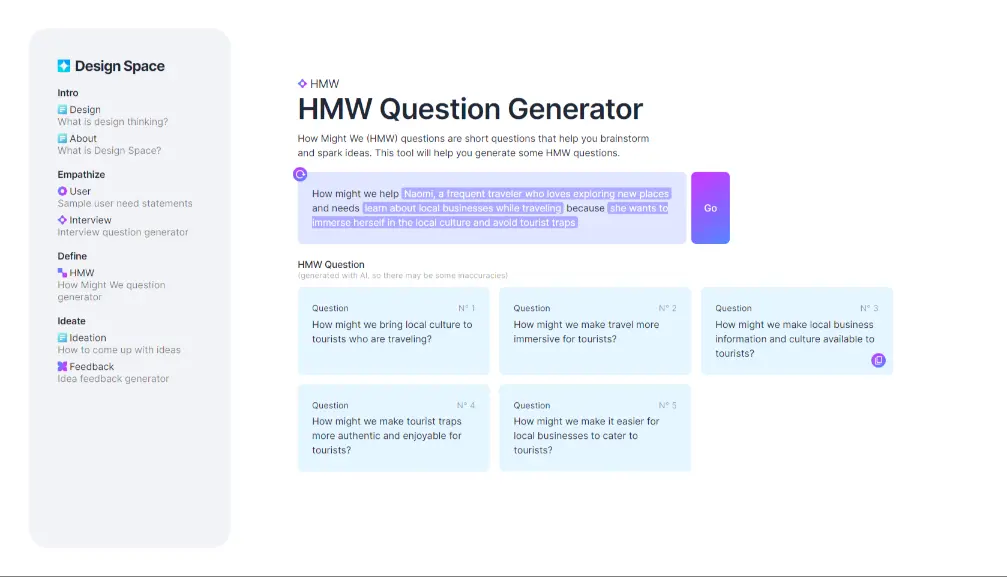 Design Space
Intro
Design
What is design thinking?
About
What is Design Space?
Empathize
User
Sample user need statements
Interview
Interview question generator
Define
HMW
How Might We question
generator
Ideate
Ideation
How to come up with ideas
Feedback
Idea feedback generator
HMW
HMW Question Generator
How Might We (HMW) questions are short questions that help you brainstorm
and spark ideas. This tool will help you generate some HMW questions.
How might we help Naomi, a frequent traveler who loves exploring new places
and needs learn about local businesses while traveling because she wants to
immerse herself in the local culture and avoid tourist traps
Go
HMW Question
(generated with AI, so there may be some inaccuracies)
Question N° 1
How might we bring local culture to
tourists who are traveling?
Question N° 2
How might we make travel more
immersive for tourists?
Question N° 3
How might we make local business
information and culture available to
tourists?
Question N° 4
How might we make tourist traps
more authentic and enjoyable for
tourists?
Question N° 5
How might we make it easier for
local businesses to cater to
tourists?